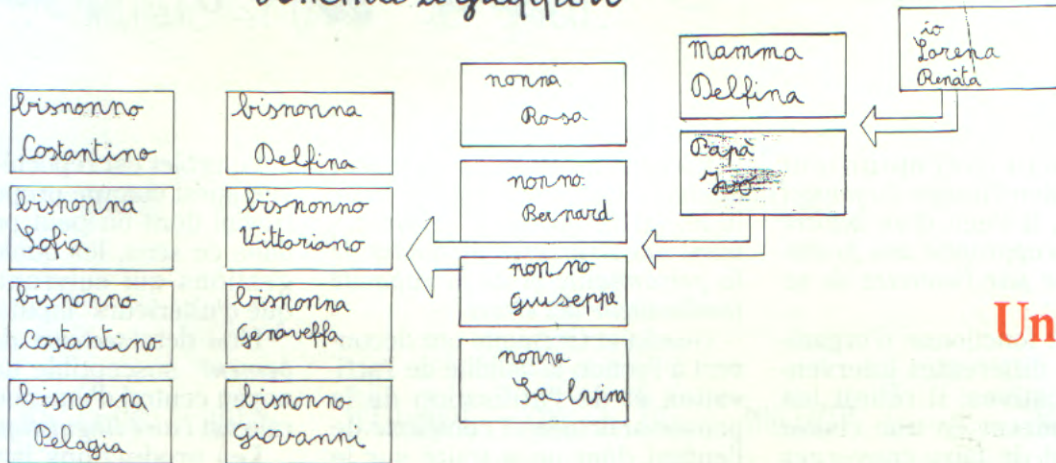 bisnonno
Costantino
bisnonna
Sofia
bisnonno
Costantino
bisnonna
Pelagia
bisnonna
Delfina
bisnonno
Vittoriano
bisnonna
Genoveffa
bisnonno
Giovanni
nonna
Rosa
nonno
Bernard
nonno
Giuseppe
nonna
Salvina
Mamma
Delfina
Papà
io
Lorena
Renata
Un